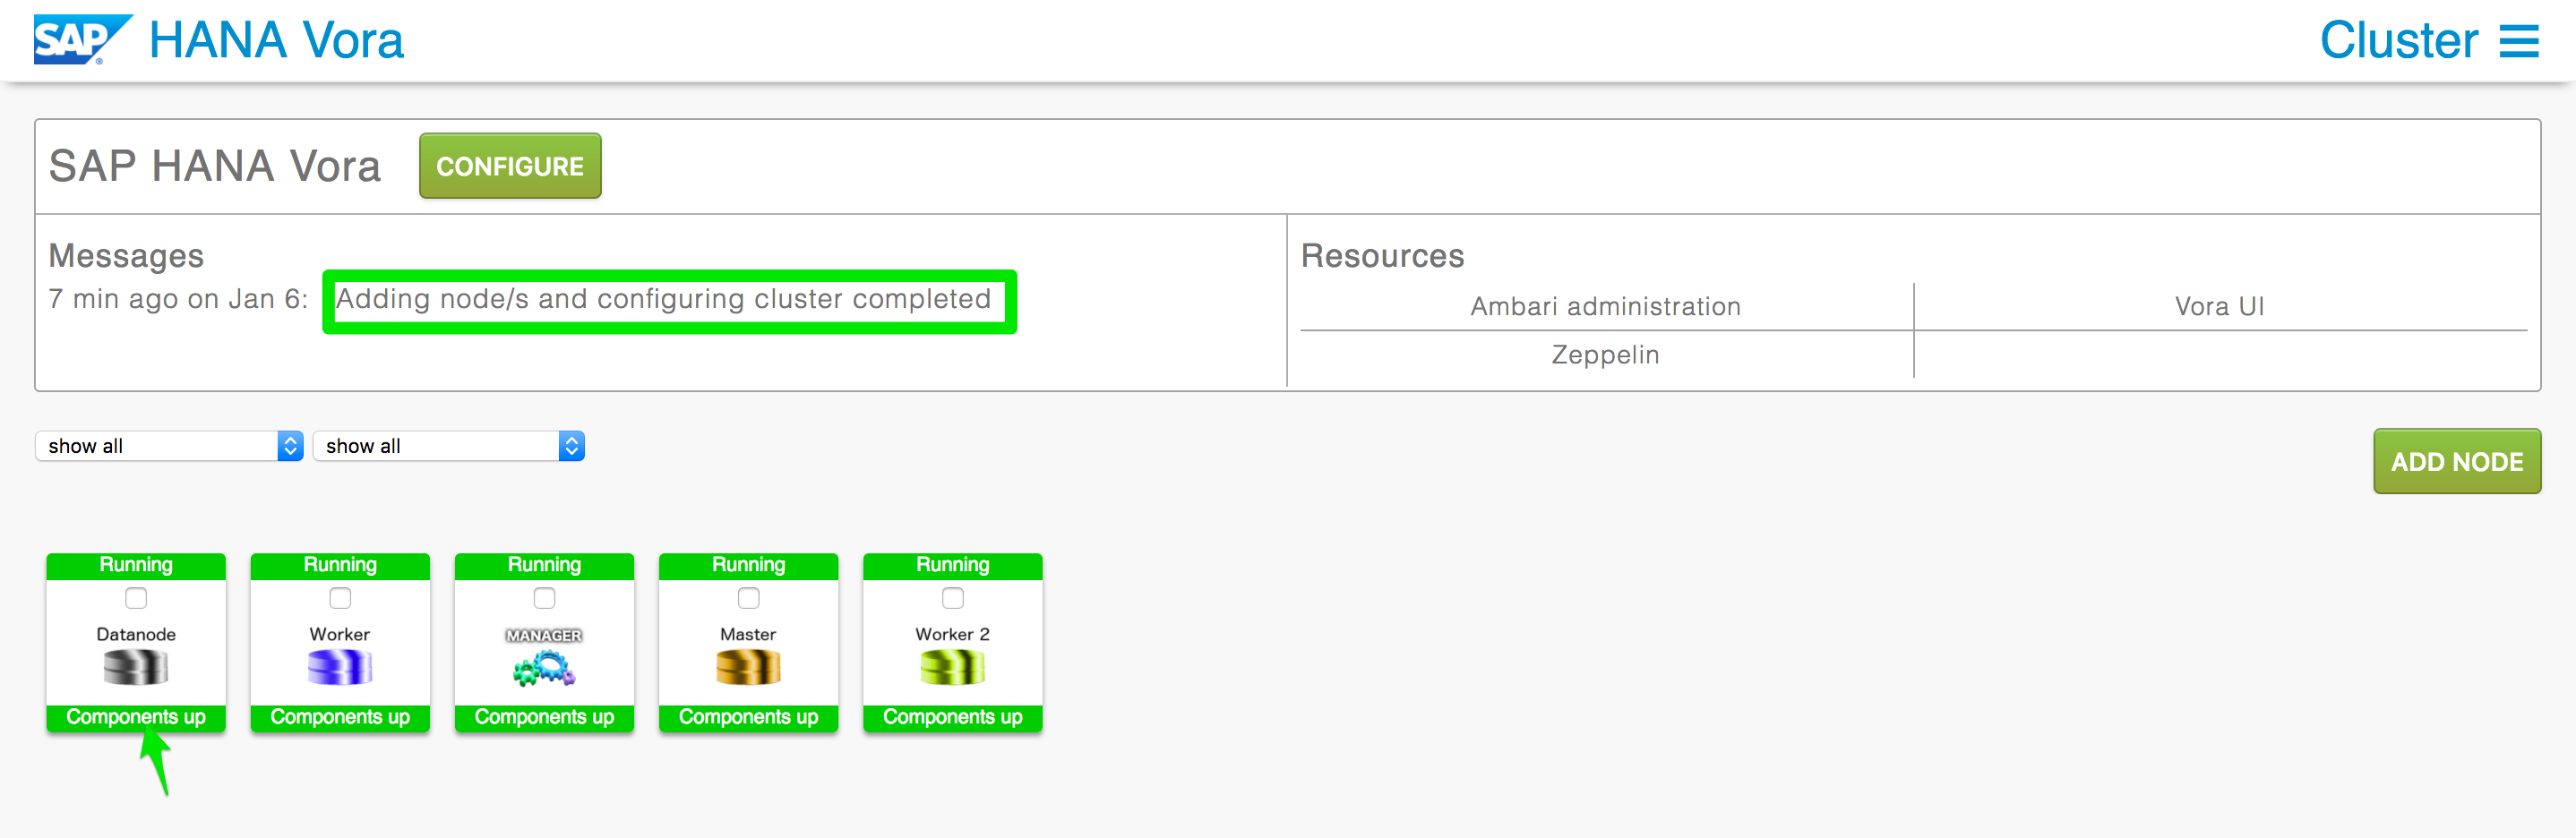 SAP HANA Vora
Cluster
SAP HANA Vora CONFIGURE
Messages
7 min ago on Jan 6: Adding node/s and configuring cluster completed
Resources
Ambari administration
Vora UI
Zeppelin
show all
show all
ADD NODE
Running
Datanode
Components up
Running
Worker
Components up
Running
MANAGER
Components up
Running
Master
Components up
Running
Worker 2
Components up